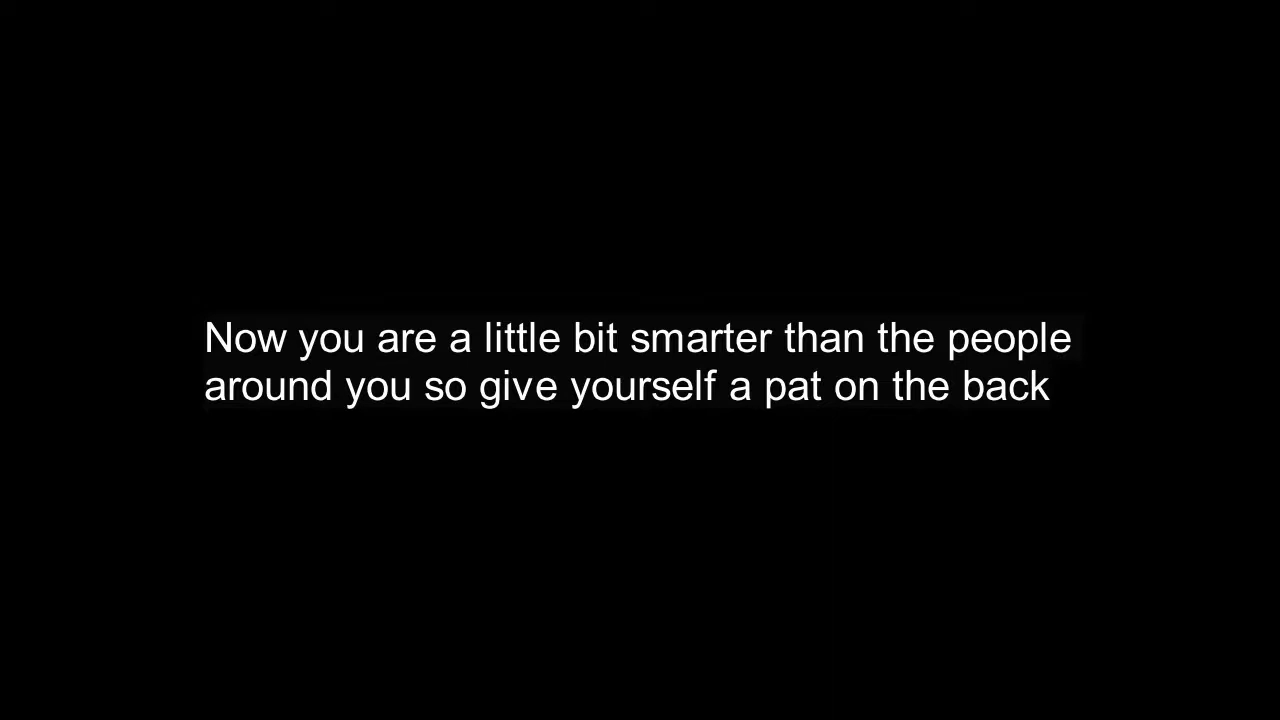 Now you are a little bit smarter than the people
around you so give yourself a pat on the back